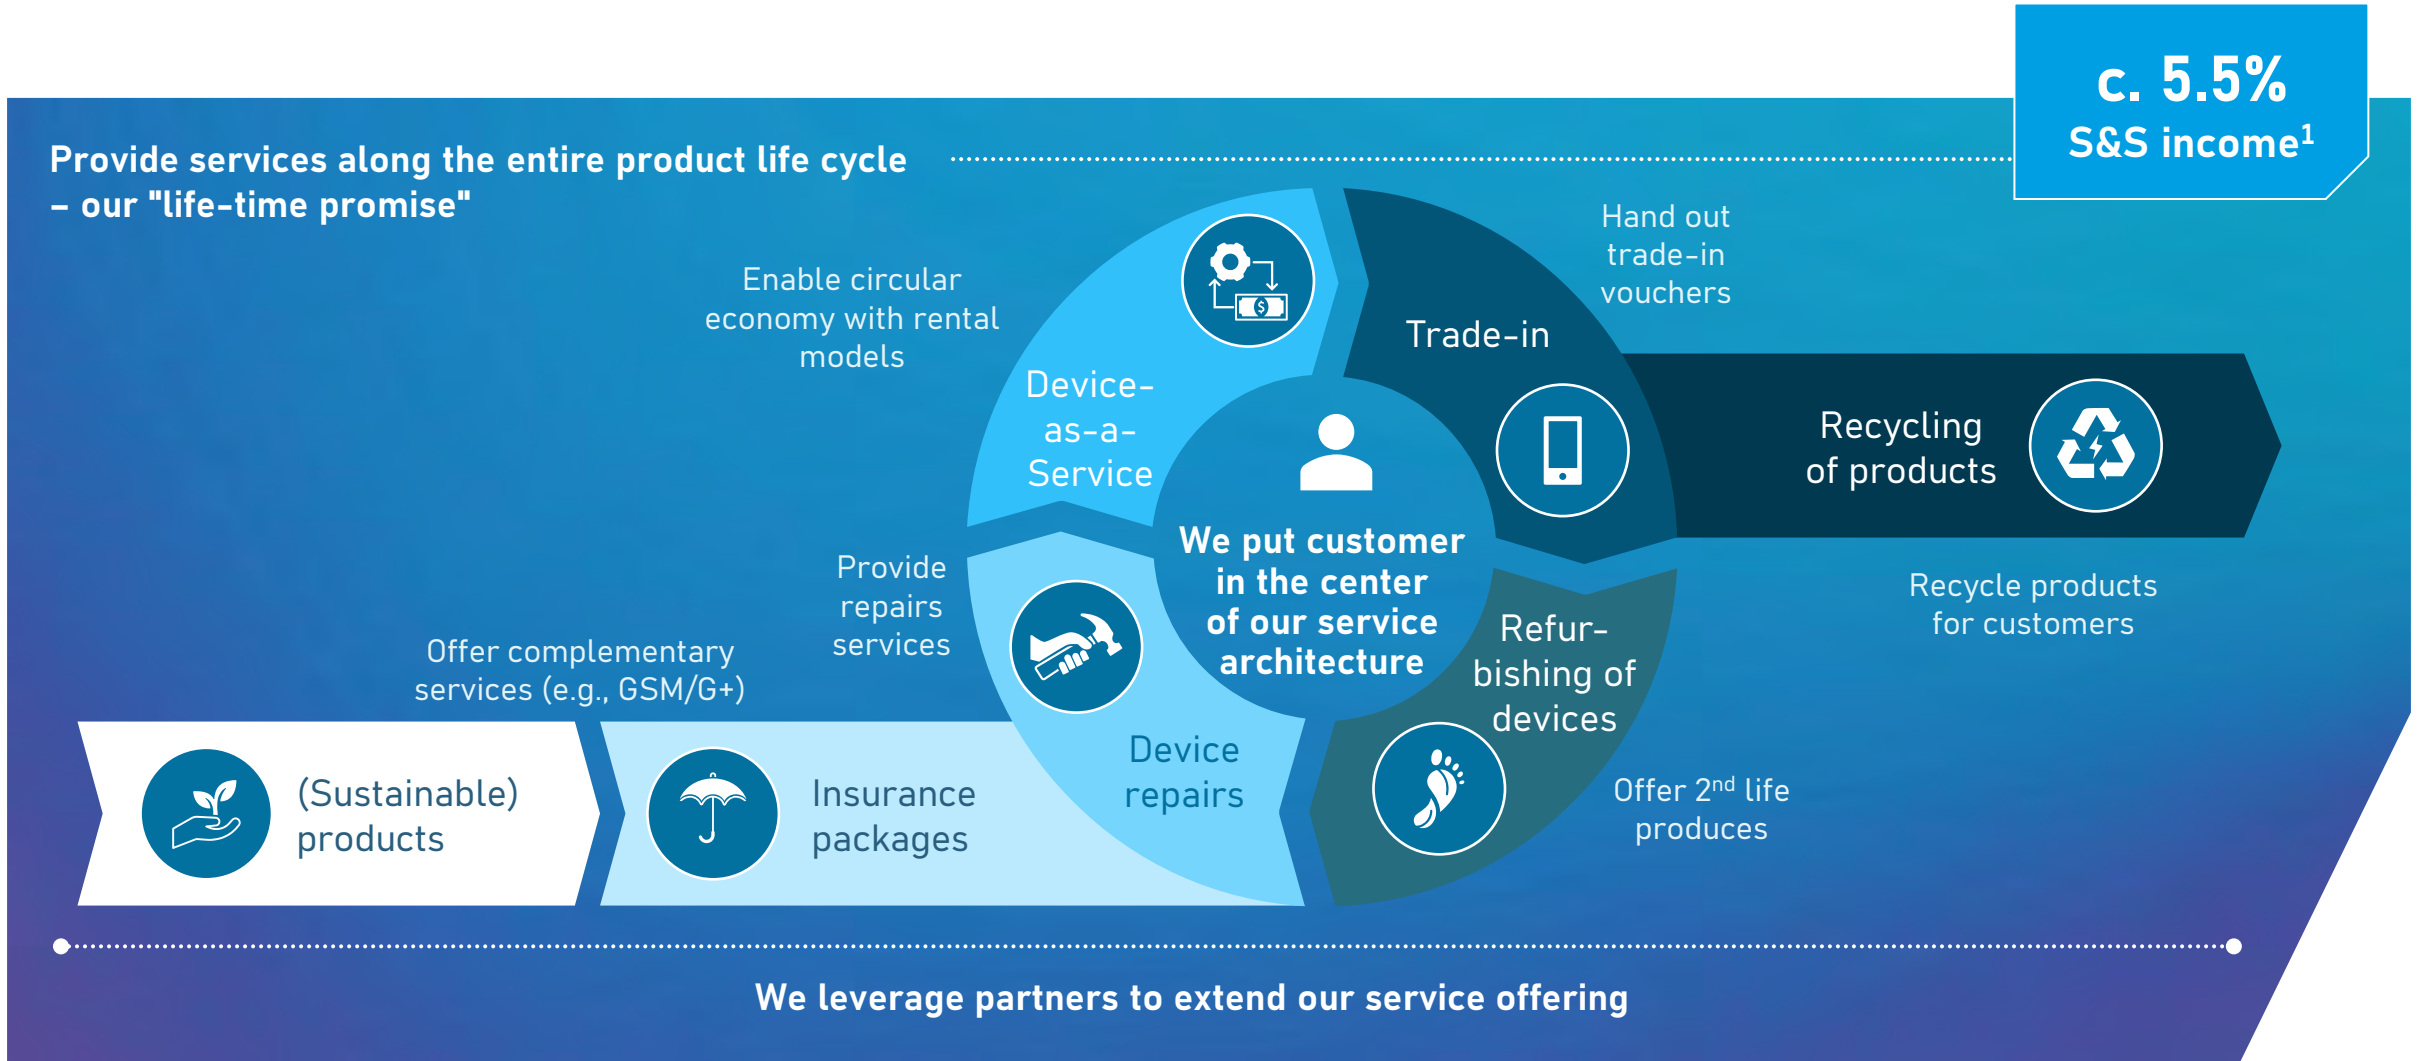 c. 5.5%
S&S income¹
Provide services along the entire product life cycle
– our "life-time promise"
Hand out
trade-in
vouchers
Enable circular
economy with rental
models
Trade-in
Device-
as-a-
Service
Recycling
of products
We put customer
in the center
of our service
architecture
Provide
repairs
services
Recycle products
for customers
Refur-
bishing of
devices
Offer complementary
services (e.g., GSM/G+)
Device
repairs
(Sustainable)
products
Insurance
packages
Offer 2nd life
produces
We leverage partners to extend our service offering